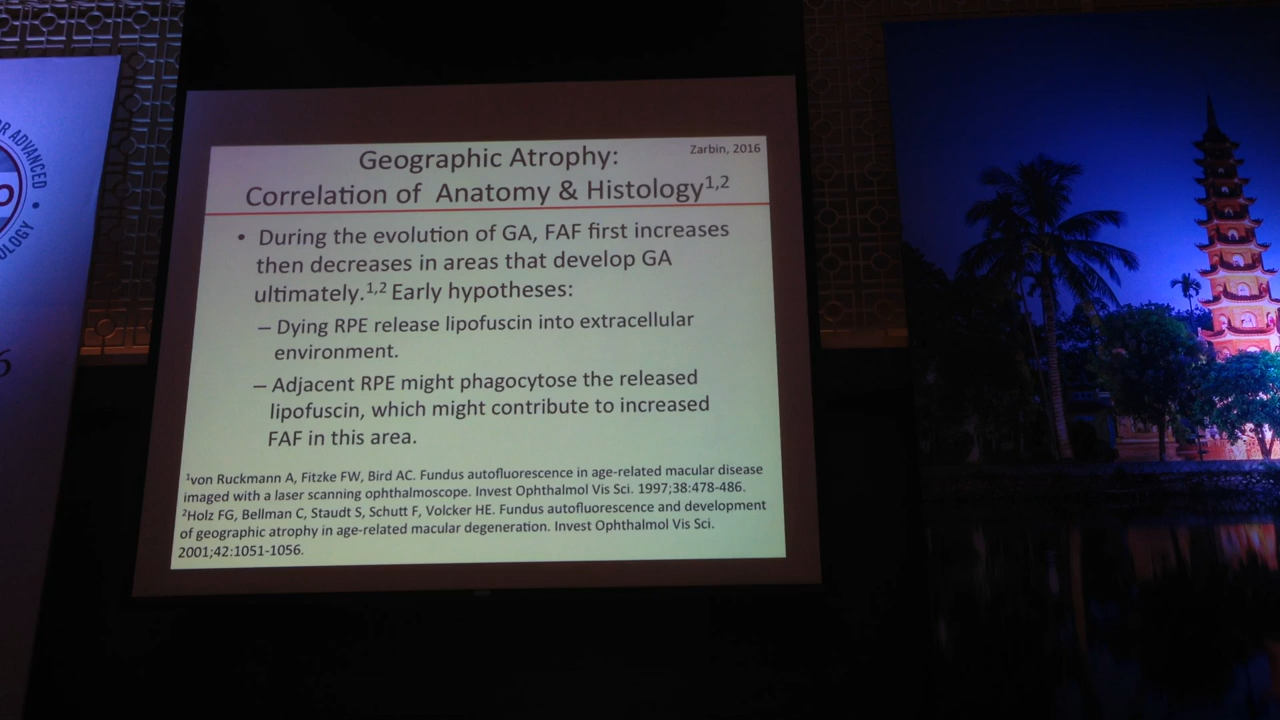 R ADVANCED
OLOGY •
O
6
Zarbin, 2016
Geographic Atrophy:
Correlation of Anatomy & Histology1,2
• During the evolution of GA, FAF first increases
then decreases in areas that develop GA
ultimately.1,2 Early hypotheses:
– Dying RPE release lipofuscin into extracellular
environment.
– Adjacent RPE might phagocytose the released
lipofuscin, which might contribute to increased
FAF in this area.
1von Ruckmann A, Fitzke FW, Bird AC. Fundus autofluorescence in age-related macular disease
imaged with a laser scanning ophthalmoscope. Invest Ophthalmol Vis Sci. 1997;38:478-486.
2Holz FG, Bellman C, Staudt S, Schutt F, Volcker HE. Fundus autofluorescence and development
of geographic atrophy in age-related macular degeneration. Invest Ophthalmol Vis Sci.
2001;42:1051-1056.